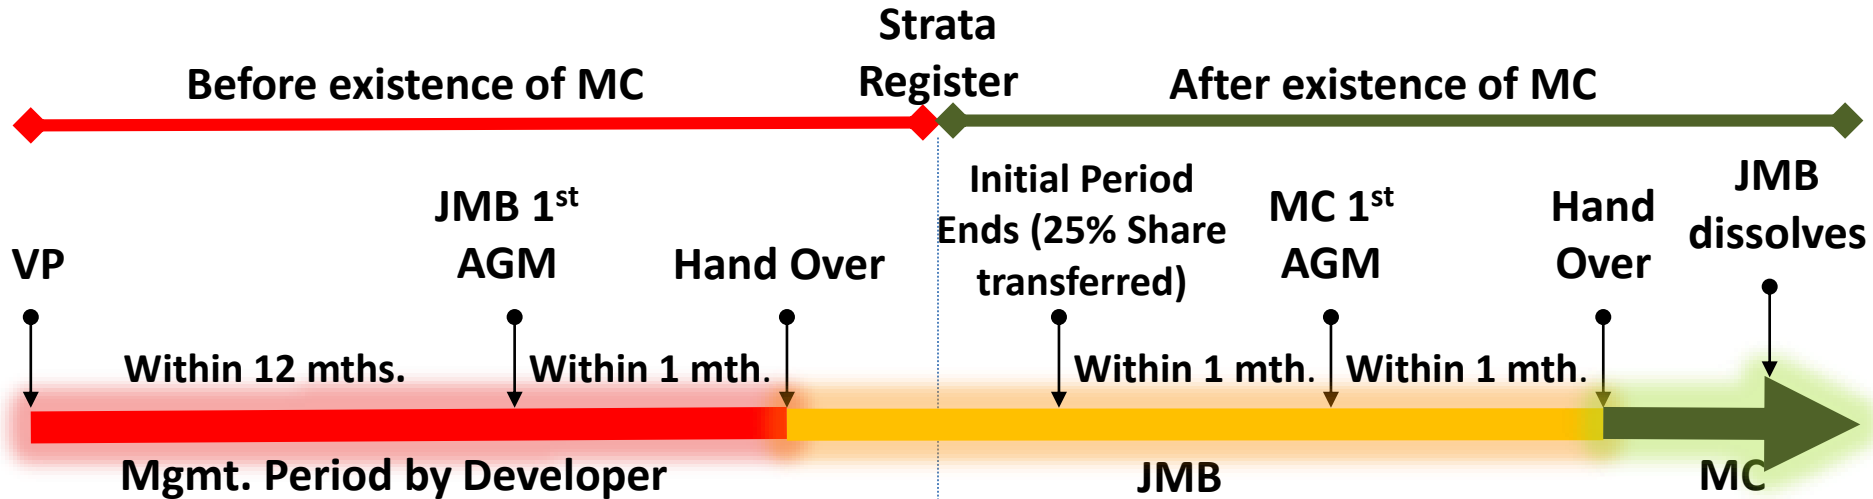 Strata
Register
Before existence of MC
After existence of MC
VP
JMB 1st
AGM
Hand Over
Initial Period
Ends (25% Share
transferred)
MC 1st
AGM
Hand
Over
JMB
dissolves
Within 12 mths.
Within 1 mth.
Within 1 mth.
Within 1 mth.
Mgmt. Period by Developer
JMB
MC